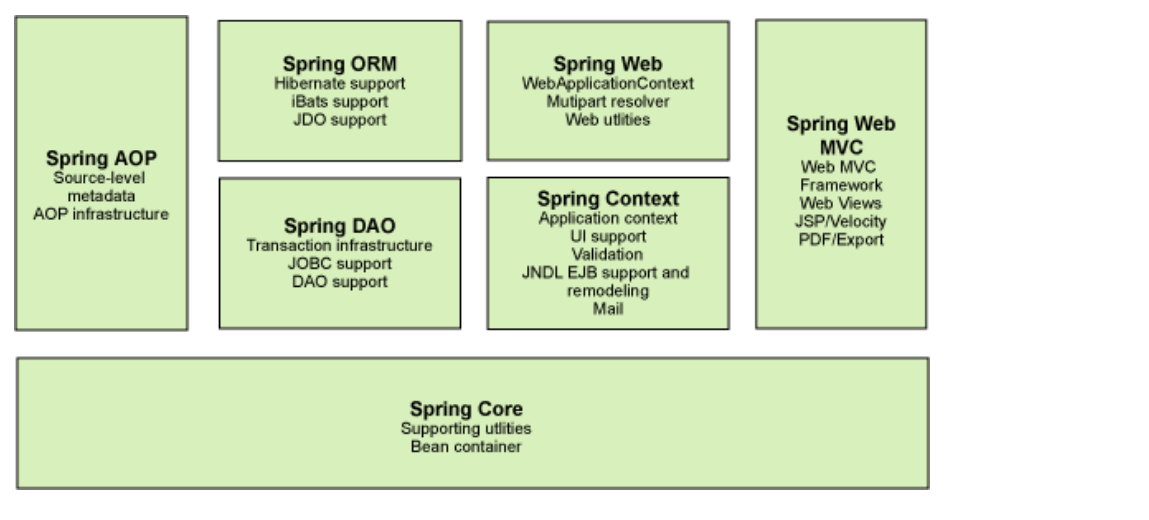 Spring AOP
Source-level
metadata
AOP infrastructure
Spring ORM
Hibernate support
iBats support
JDO support
Spring DAO
Transaction infrastructure
JOBC support
DAO support
Spring Web
WebApplicationContext
Mutipart resolver
Web utlities
Spring Context
Application context
UI support
Validation
JNDL EJB support and
remodeling
Mail
Spring Web
MVC
Web MVC
Framework
Web Views
JSP/Velocity
PDF/Export
Spring Core
Supporting utlities
Bean container